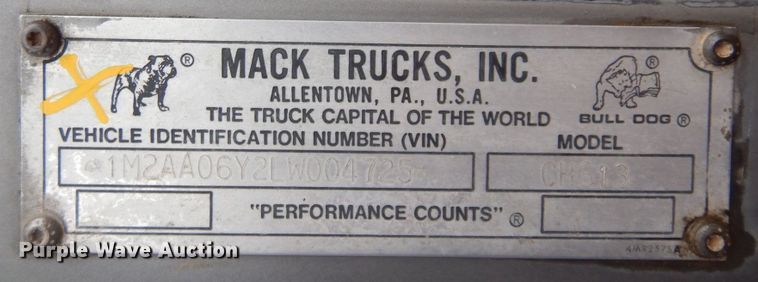 MACK TRUCKS, INC.
ALLENTOWN, PA., U.S.A.
THE TRUCK CAPITAL OF THE WORLD
BULL DOG ®
VEHICLE IDENTIFICATION NUMBER (VIN)
MODEL
1M2AA06Y2LW004725
CH613
"PERFORMANCE COUNTS" ®
Purple Wave Auction